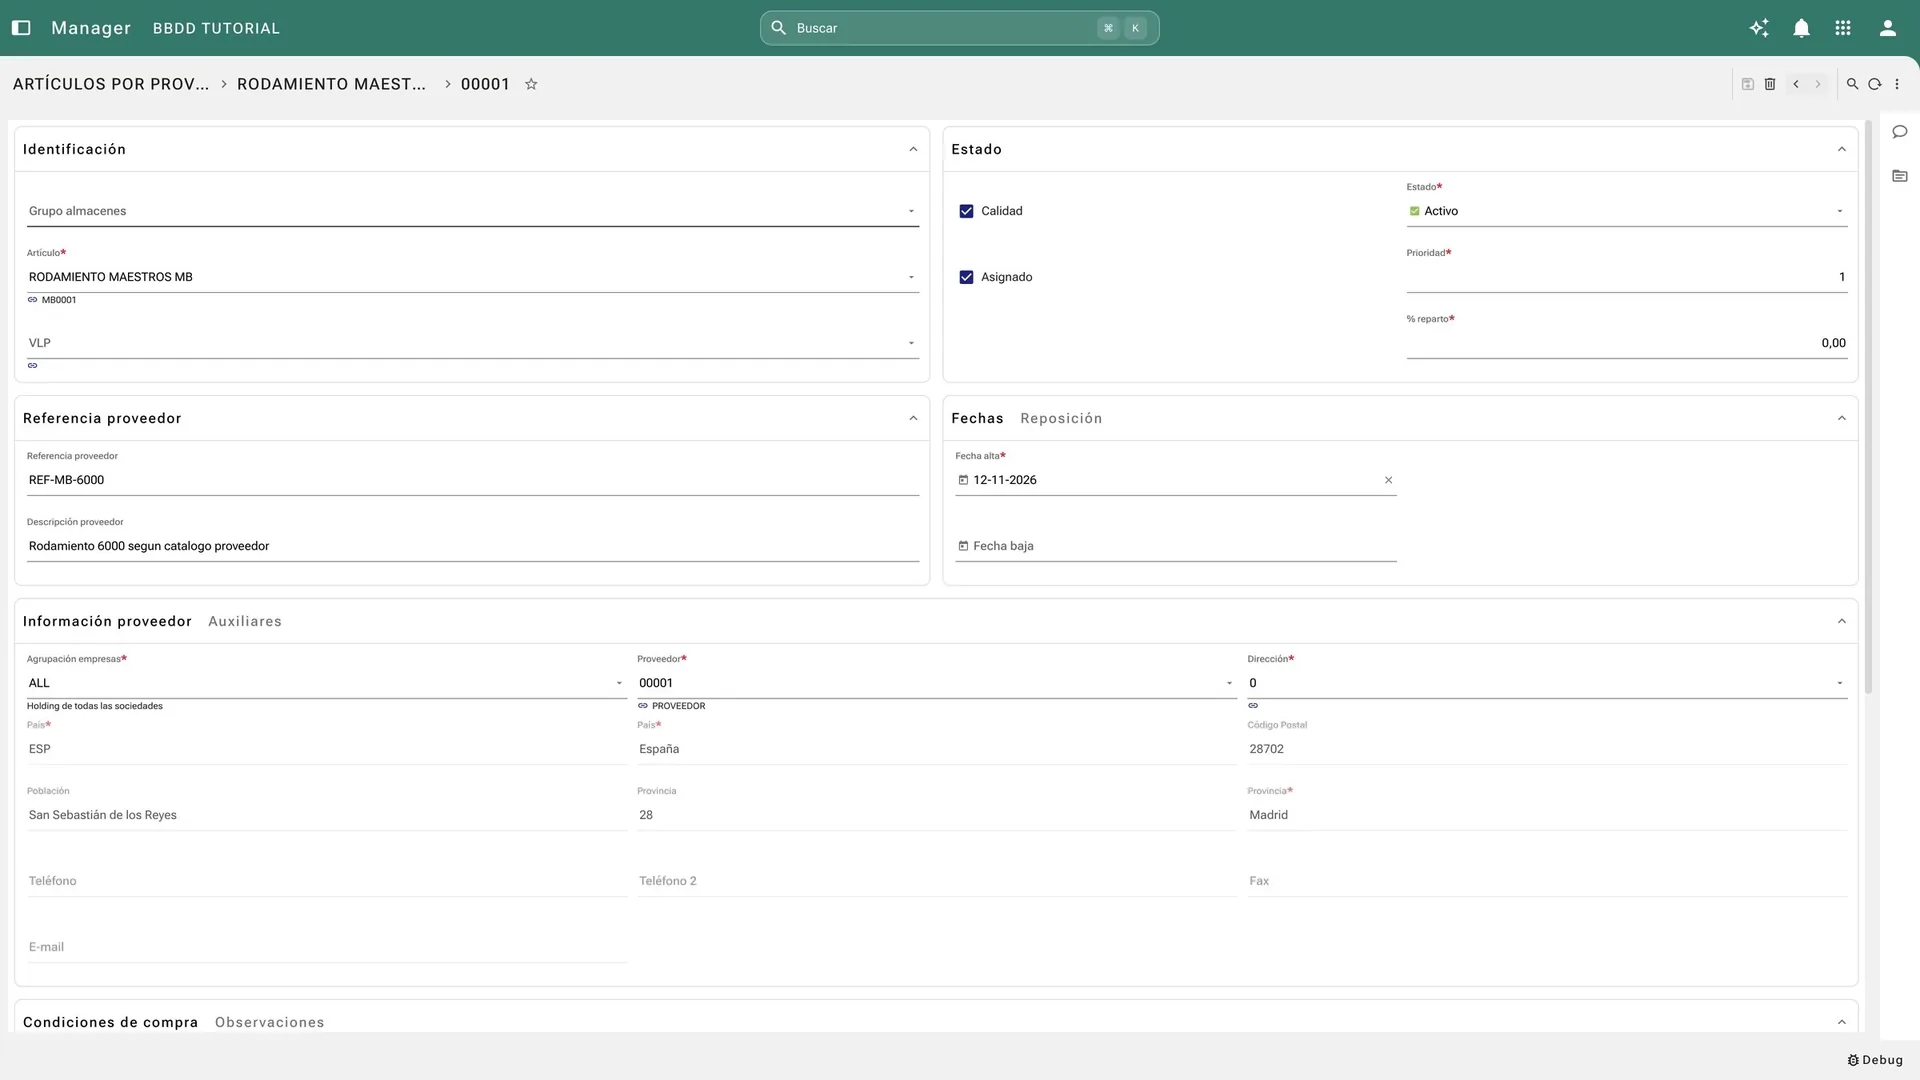 Manager BBDD TUTORIAL
Buscar ⌘ K
ARTÍCULOS POR PROV... > RODAMIENTO MAEST... > 00001
Identificación
Grupo almacenes
Artículo*
RODAMIENTO MAESTROS MB
MB0001
VLP
Estado
Calidad
Estado*
Activo
Asignado
Prioridad*
1
% reparto*
0,00
Referencia proveedor
Referencia proveedor
REF-MB-6000
Descripción proveedor
Rodamiento 6000 segun catalogo proveedor
Fechas Reposición
Fecha alta*
12-11-2026
Fecha baja
Información proveedor Auxiliares
Agrupación empresas* Proveedor* Dirección*
ALL 00001 0
Holding de todas las sociedades PROVEEDOR
País* País* Código Postal
ESP España 28702
Población Provincia Provincia*
San Sebastián de los Reyes 28 Madrid
Teléfono Teléfono 2 Fax
E-mail
Condiciones de compra Observaciones
Debug